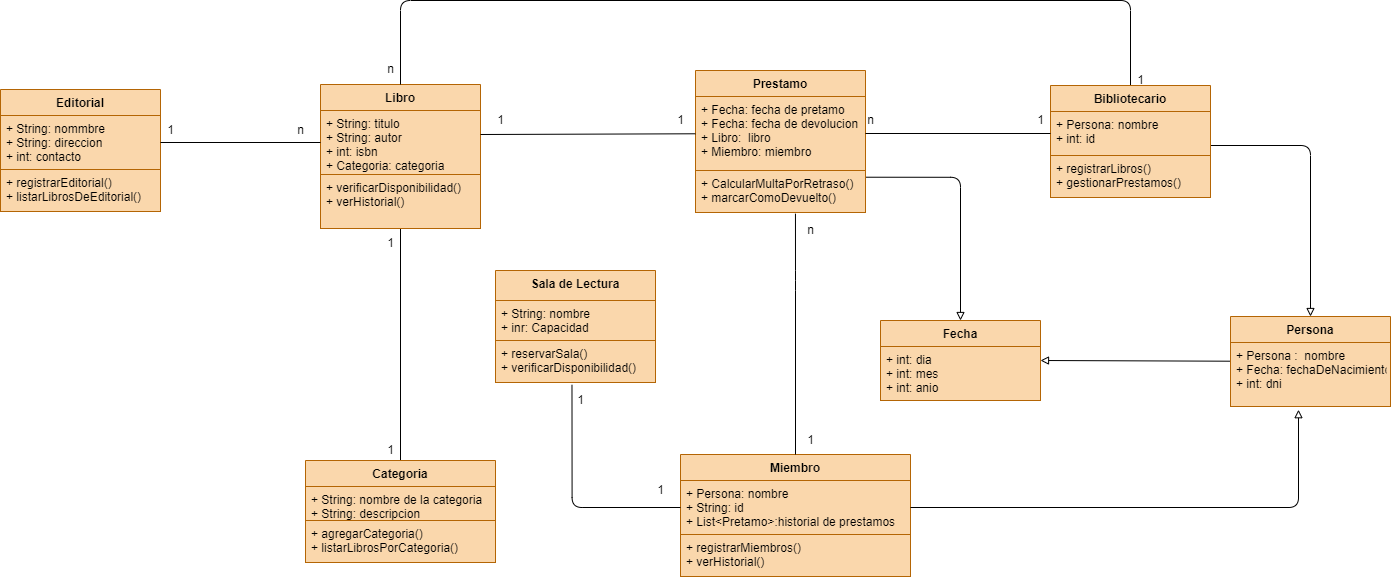 n
1
Editorial
+ String: nommbre
+ String: direccion
+ int: contacto
+ registrarEditorial()
+ listarLibrosDeEditorial()
1
n
Libro
+ String: titulo
+ String: autor
+ int: isbn
+ Categoria: categoria
+ verificarDisponibilidad()
+ verHistorial()
1
1
Prestamo
+ Fecha: fecha de pretamo
+ Fecha: fecha de devolucion
+ Libro:  libro
+ Miembro: miembro
+ CalcularMultaPorRetraso()
+ marcarComoDevuelto()
n
1
Bibliotecario
+ Persona: nombre
+ int: id
+ registrarLibros()
+ gestionarPrestamos()
1
n
Sala de Lectura
+ String: nombre
+ inr: Capacidad
+ reservarSala()
+ verificarDisponibilidad()
1
Fecha
+ int: dia
+ int: mes
+ int: anio
Persona
+ Persona :  nombre
+ Fecha: fechaDeNacimiento
+ int: dni
1
1
Categoria
+ String: nombre de la categoria
+ String: descripcion
+ agregarCategoria()
+ listarLibrosPorCategoria()
1
Miembro
+ Persona: nombre
+ String: id
+ List<Pretamo>:historial de prestamos
+ registrarMiembros()
+ verHistorial()